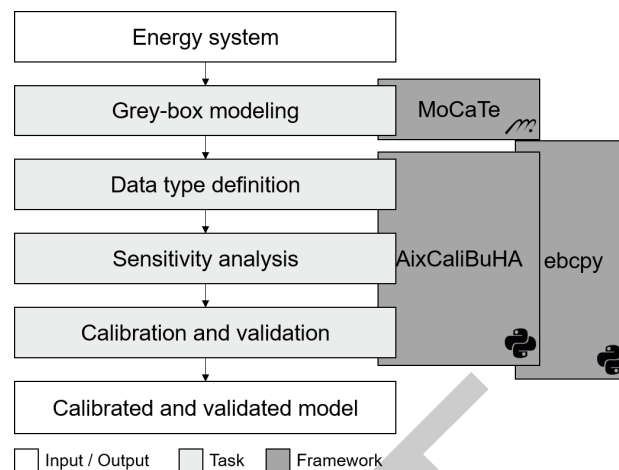 Energy system
Grey-box modeling
MoCaTe
Data type definition
Sensitivity analysis
AixCaliBuHA
ebcpy
Calibration and validation
Calibrated and validated model
Input / Output
Task
Framework